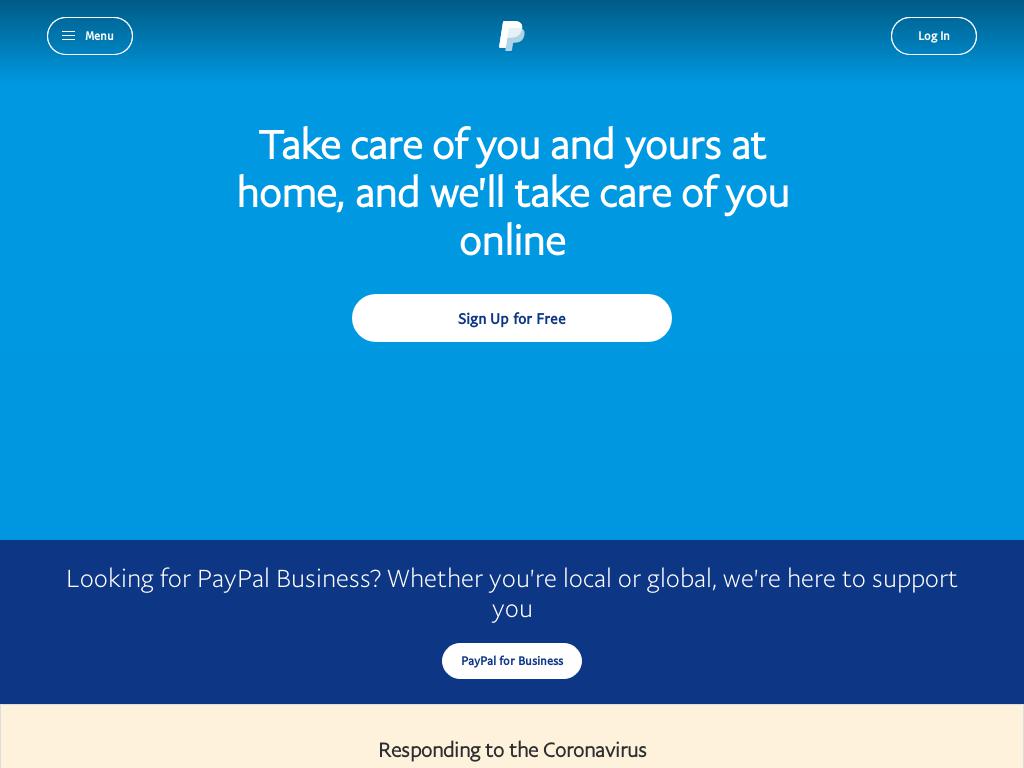 Menu
Log In
Take care of you and yours at
home, and we'll take care of you
online
Sign Up for Free
Looking for PayPal Business? Whether you're local or global, we're here to support
you
PayPal for Business
Responding to the Coronavirus